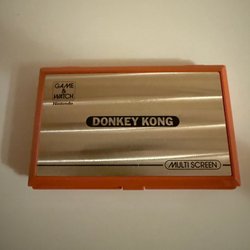 GAME &
WATCH
Nintendo
DONKEY KONG
MULTI SCREEN